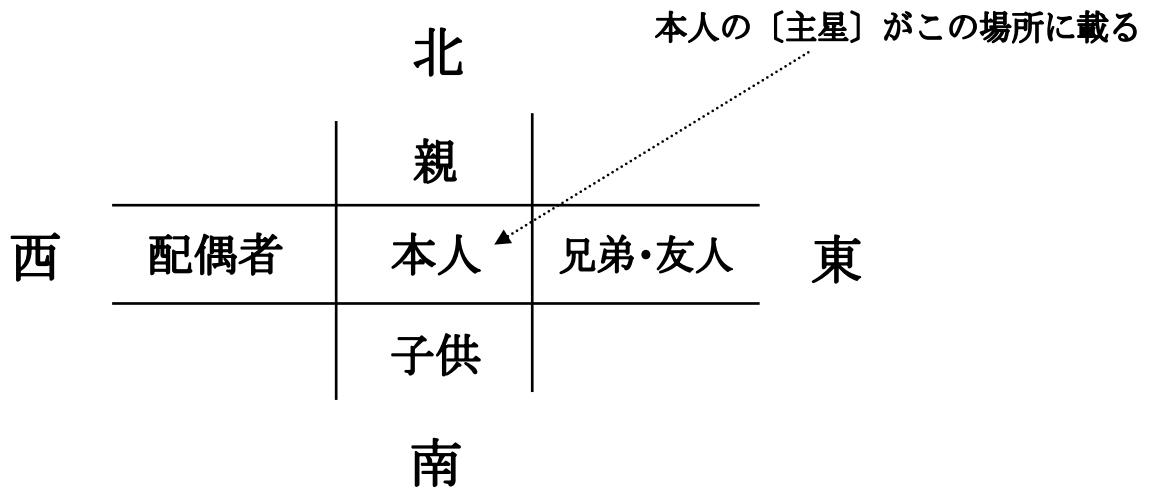 本人の〔主星〕がこの場所に載る
北
親
西 配偶者 本人 兄弟・友人 東
子供
南